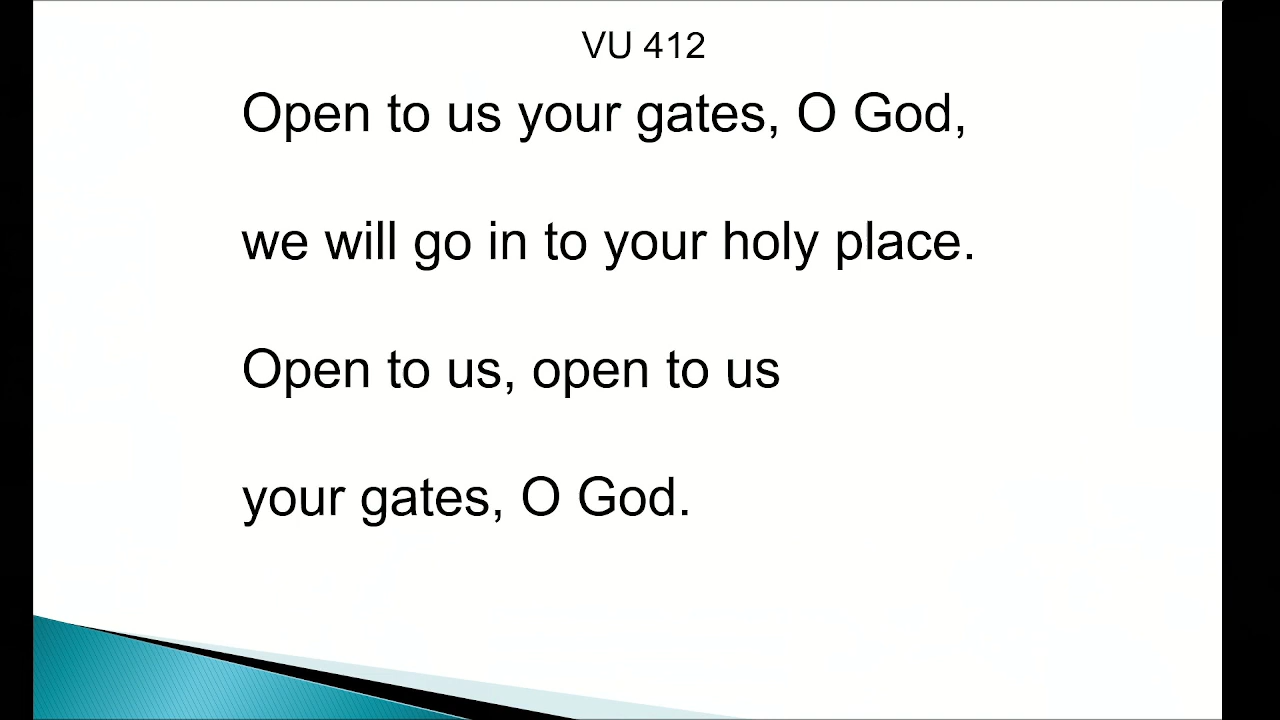 VU 412
Open to us your gates, O God,
we will go in to your holy place.
Open to us, open to us
your gates, O God.